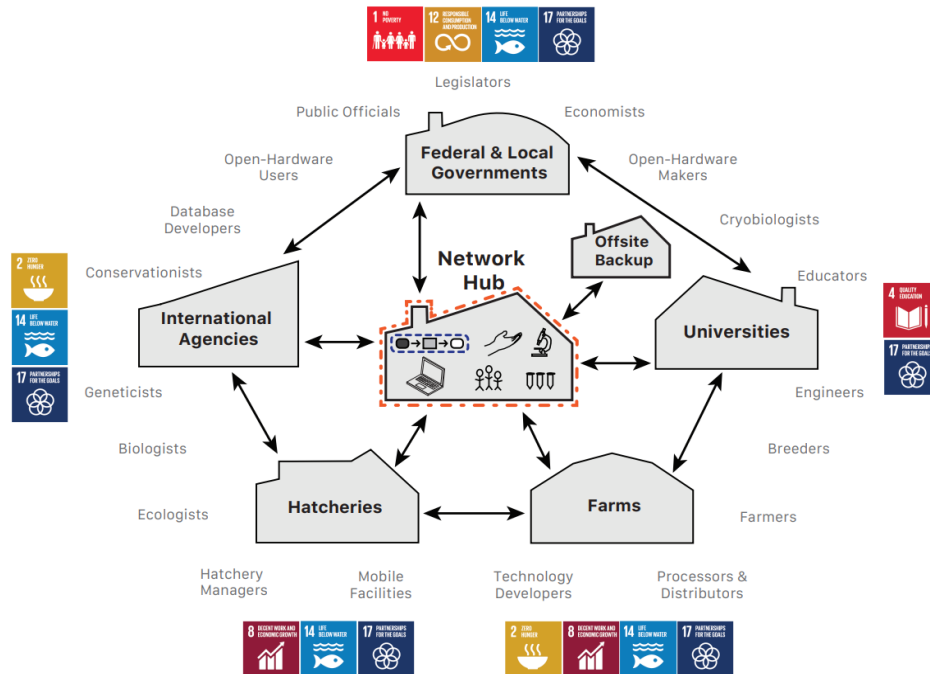 1 NO POVERTY
12 RESPONSIBLE CONSUMPTION AND PRODUCTION
14 LIFE BELOW WATER
17 PARTNERSHIPS FOR THE GOALS
Legislators
Public Officials
Economists
Federal & Local
Governments
Open-Hardware
Users
Open-Hardware
Makers
Database
Developers
Cryobiologists
Offsite
Backup
Network
Hub
2 ZERO HUNGER
14 LIFE BELOW WATER
17 PARTNERSHIPS FOR THE GOALS
Conservationists
Educators
4 QUALITY EDUCATION
17 PARTNERSHIPS FOR THE GOALS
International
Agencies
Universities
Geneticists
Engineers
Biologists
Breeders
Hatcheries
Farms
Ecologists
Farmers
Hatchery
Managers
Mobile
Facilities
Technology
Developers
Processors &
Distributors
8 DECENT WORK AND ECONOMIC GROWTH
14 LIFE BELOW WATER
17 PARTNERSHIPS FOR THE GOALS
2 ZERO HUNGER
8 DECENT WORK AND ECONOMIC GROWTH
14 LIFE BELOW WATER
17 PARTNERSHIPS FOR THE GOALS